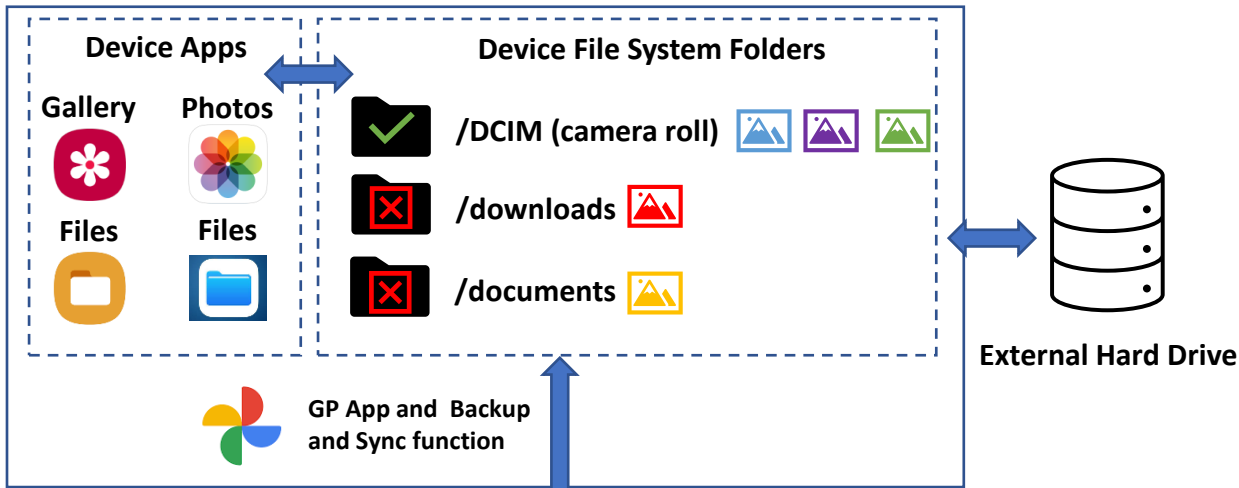 Device Apps
Device File System Folders
Gallery
Photos
Files
Files
/DCIM (camera roll)
/downloads
/documents
External Hard Drive
GP App and Backup
and Sync function